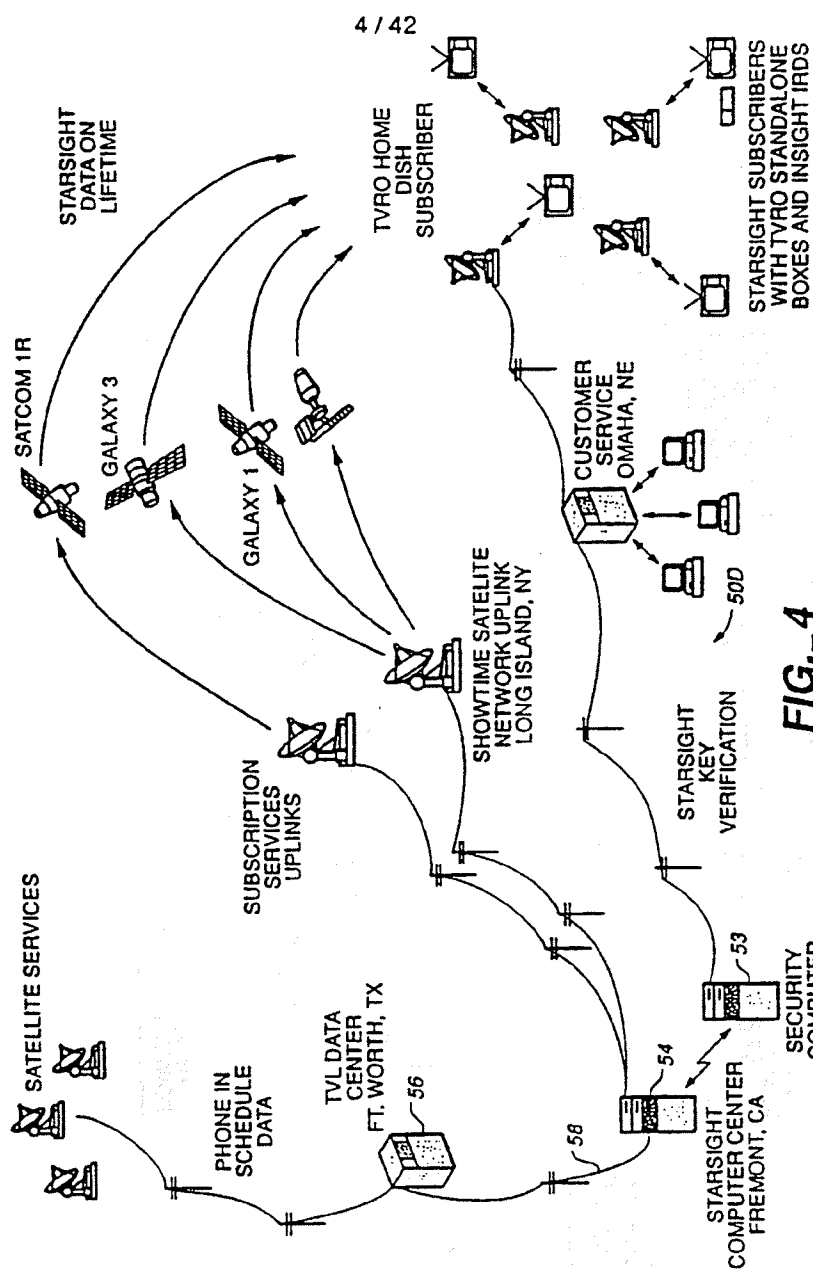 4 / 42
SATELLITE SERVICES
PHONE IN
SCHEDULE
DATA
TVL DATA
CENTER
FT. WORTH, TX
56
58
54
STARSIGHT
COMPUTER CENTER
FREMONT, CA
53
SECURITY
SUBSCRIPTION
SERVICES
UPLINKS
SHOWTIME SATELITE
NETWORK UPLINK
LONG ISLAND, NY
STARSIGHT
KEY
VERIFICATION
50D
SATCOM 1R
GALAXY 3
GALAXY 1
CUSTOMER
SERVICE
OMAHA, NE
STARSIGHT
DATA ON
LIFETIME
TVRO HOME
DISH
SUBSCRIBER
STARSIGHT SUBSCRIBERS
WITH TVRO STANDALONE
BOXES AND INSIGHT IRDS
FIG._4